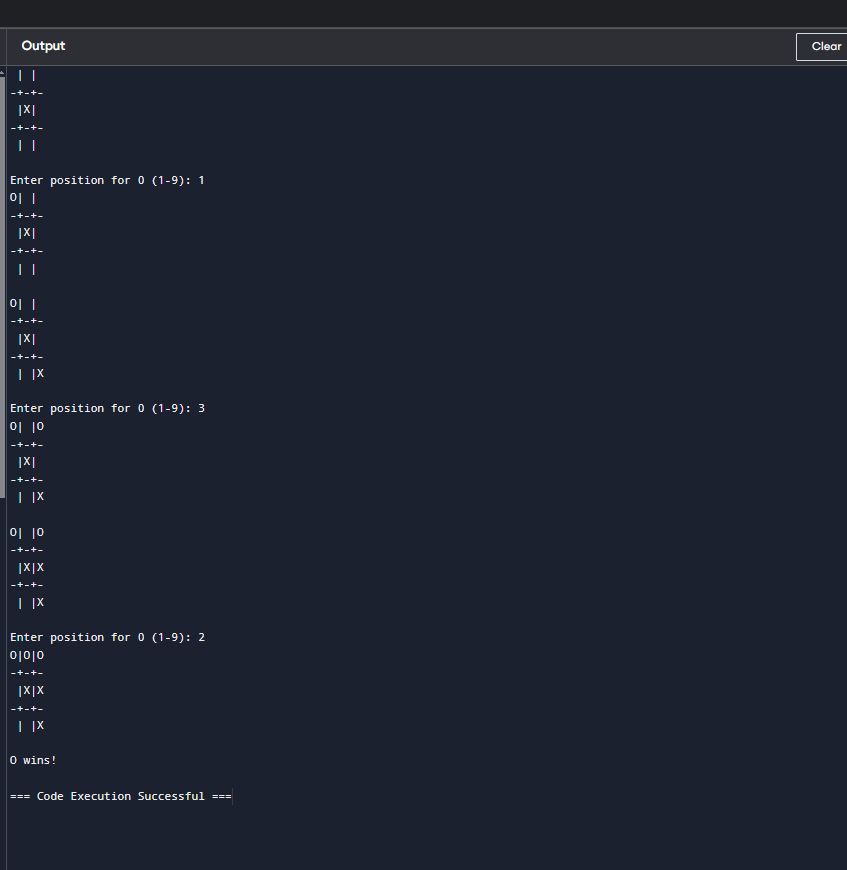 Output
Clear
 | |
-+-+-
 |X|
-+-+-
 | |
Enter position for O (1-9): 1
O| |
-+-+-
 |X|
-+-+-
 | |
O| |
-+-+-
 |X|
-+-+-
 | |X
Enter position for O (1-9): 3
O| |O
-+-+-
 |X|
-+-+-
 | |X
O| |O
-+-+-
 |X|X
-+-+-
 | |X
Enter position for O (1-9): 2
O|O|O
-+-+-
 |X|X
-+-+-
 | |X
O wins!
=== Code Execution Successful ===